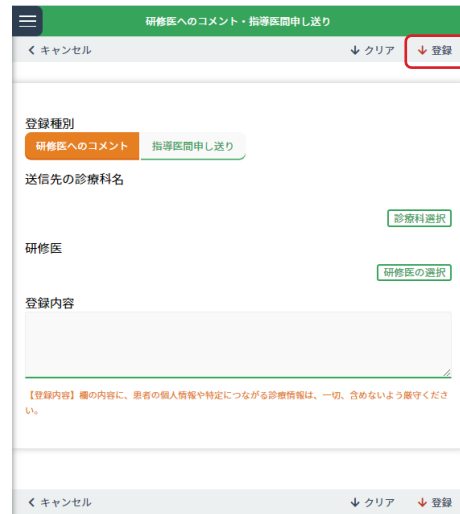 研修医へのコメント・指導医間申し送り
キャンセル クリア 登録
登録種別
研修医へのコメント 指導医間申し送り
送信先の診療科名
診療科選択
研修医
研修医の選択
登録内容
【登録内容】欄の内容に、患者の個人情報や特定につながる診療情報は、一切、含めないよう厳守くださ
い。
キャンセル クリア 登録